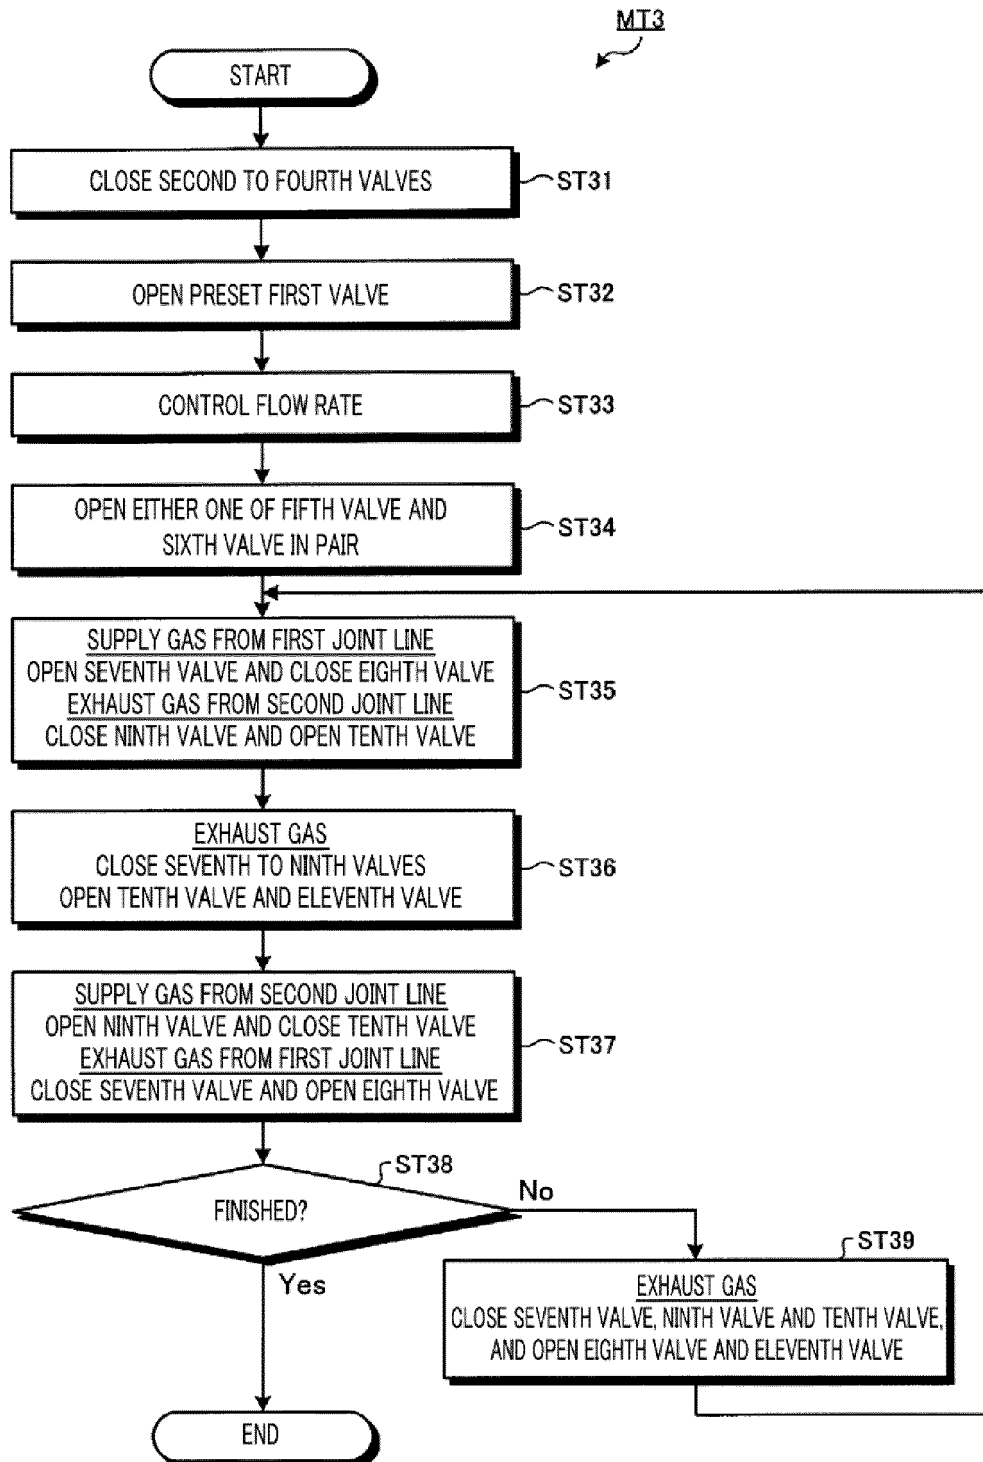 MT3
START
CLOSE SECOND TO FOURTH VALVES
ST31
OPEN PRESET FIRST VALVE
ST32
CONTROL FLOW RATE
ST33
OPEN EITHER ONE OF FIFTH VALVE AND
SIXTH VALVE IN PAIR
ST34
SUPPLY GAS FROM FIRST JOINT LINE
OPEN SEVENTH VALVE AND CLOSE EIGHTH VALVE
EXHAUST GAS FROM SECOND JOINT LINE
CLOSE NINTH VALVE AND OPEN TENTH VALVE
ST35
EXHAUST GAS
CLOSE SEVENTH TO NINTH VALVES
OPEN TENTH VALVE AND ELEVENTH VALVE
ST36
SUPPLY GAS FROM SECOND JOINT LINE
OPEN NINTH VALVE AND CLOSE TENTH VALVE
EXHAUST GAS FROM FIRST JOINT LINE
CLOSE SEVENTH VALVE AND OPEN EIGHTH VALVE
ST37
ST38
FINISHED?
No
Yes
ST39
EXHAUST GAS
CLOSE SEVENTH VALVE, NINTH VALVE AND TENTH VALVE,
AND OPEN EIGHTH VALVE AND ELEVENTH VALVE
END